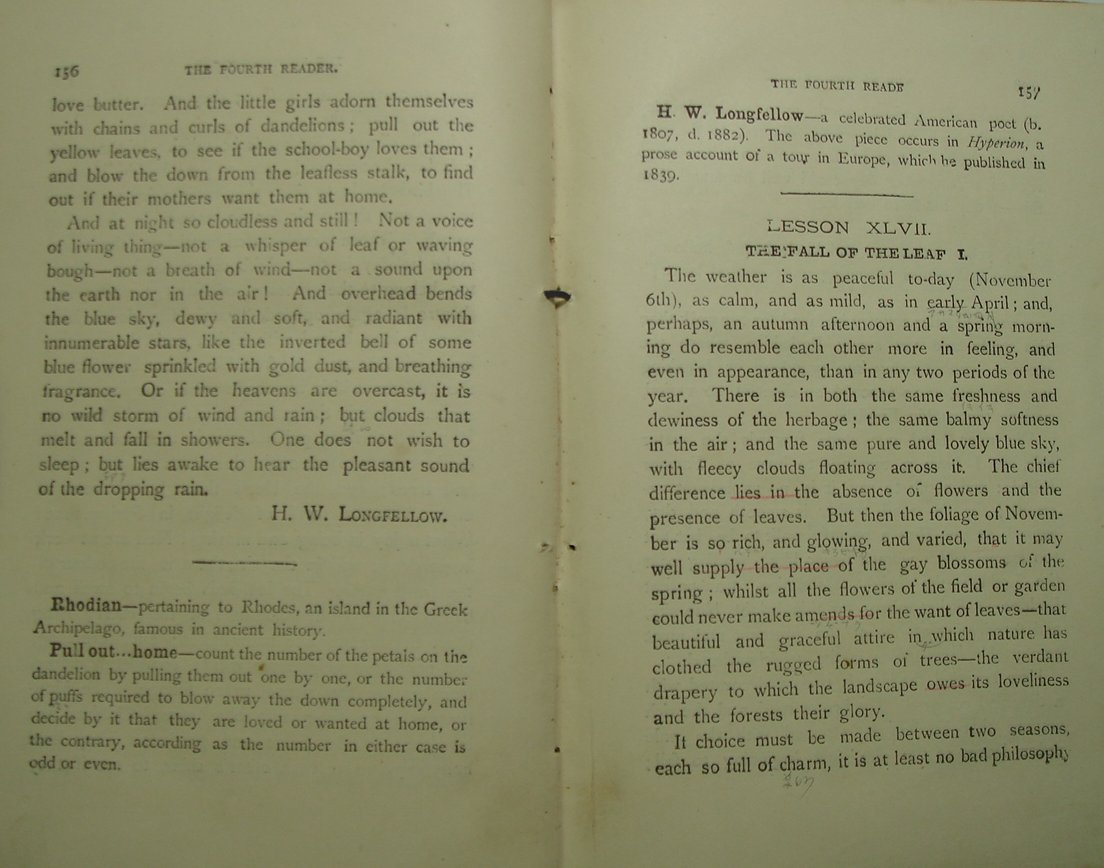 156
THE FOURTH READER.
love butter. And the little girls adorn themselves
with chains and curls of dandelions; pull out the
yellow leaves, to see if the school-boy loves them;
and blow the down from the leafless stalk, to find
out if their mothers want them at home.
And at night so cloudless and still! Not a voice
of living thing—not a whisper of leaf or waving
bough—not a breath of wind—not a sound upon
the earth nor in the air! And overhead bends
the blue sky, dewy and soft, and radiant with
innumerable stars, like the inverted bell of some
blue flower sprinkled with gold dust, and breathing
fragrance. Or if the heavens are overcast, it is
no wild storm of wind and rain; but clouds that
melt and fall in showers. One does not wish to
sleep; but lies awake to hear the pleasant sound
of the dropping rain.
H. W. LONGFELLOW.
Rhodian—pertaining to Rhodes, an island in the Greek
Archipelago, famous in ancient history.
Pull out...home—count the number of the petals on the
dandelion by pulling them out one by one, or the number
of puffs required to blow away the down completely, and
decide by it that they are loved or wanted at home, or
the contrary, according as the number in either case is
odd or even.
THE FOURTH READE
157
H. W. Longfellow—a celebrated American poet (b.
1807, d. 1882). The above piece occurs in Hyperion, a
prose account of a tour in Europe, which he published in
1839.
LESSON XLVII.
THE FALL OF THE LEAF I.
The weather is as peaceful to-day (November
6th), as calm, and as mild, as in early April; and,
perhaps, an autumn afternoon and a spring morn-
ing do resemble each other more in feeling, and
even in appearance, than in any two periods of the
year. There is in both the same freshness and
dewiness of the herbage; the same balmy softness
in the air; and the same pure and lovely blue sky,
with fleecy clouds floating across it. The chief
difference lies in the absence of flowers and the
presence of leaves. But then the foliage of Novem-
ber is so rich, and glowing, and varied, that it may
well supply the place of the gay blossoms of the
spring; whilst all the flowers of the field or garden
could never make amends for the want of leaves—that
beautiful and graceful attire in which nature has
clothed the rugged forms of trees—the verdant
drapery to which the landscape owes its loveliness
and the forests their glory.
If choice must be made between two seasons,
each so full of charm, it is at least no bad philosophy